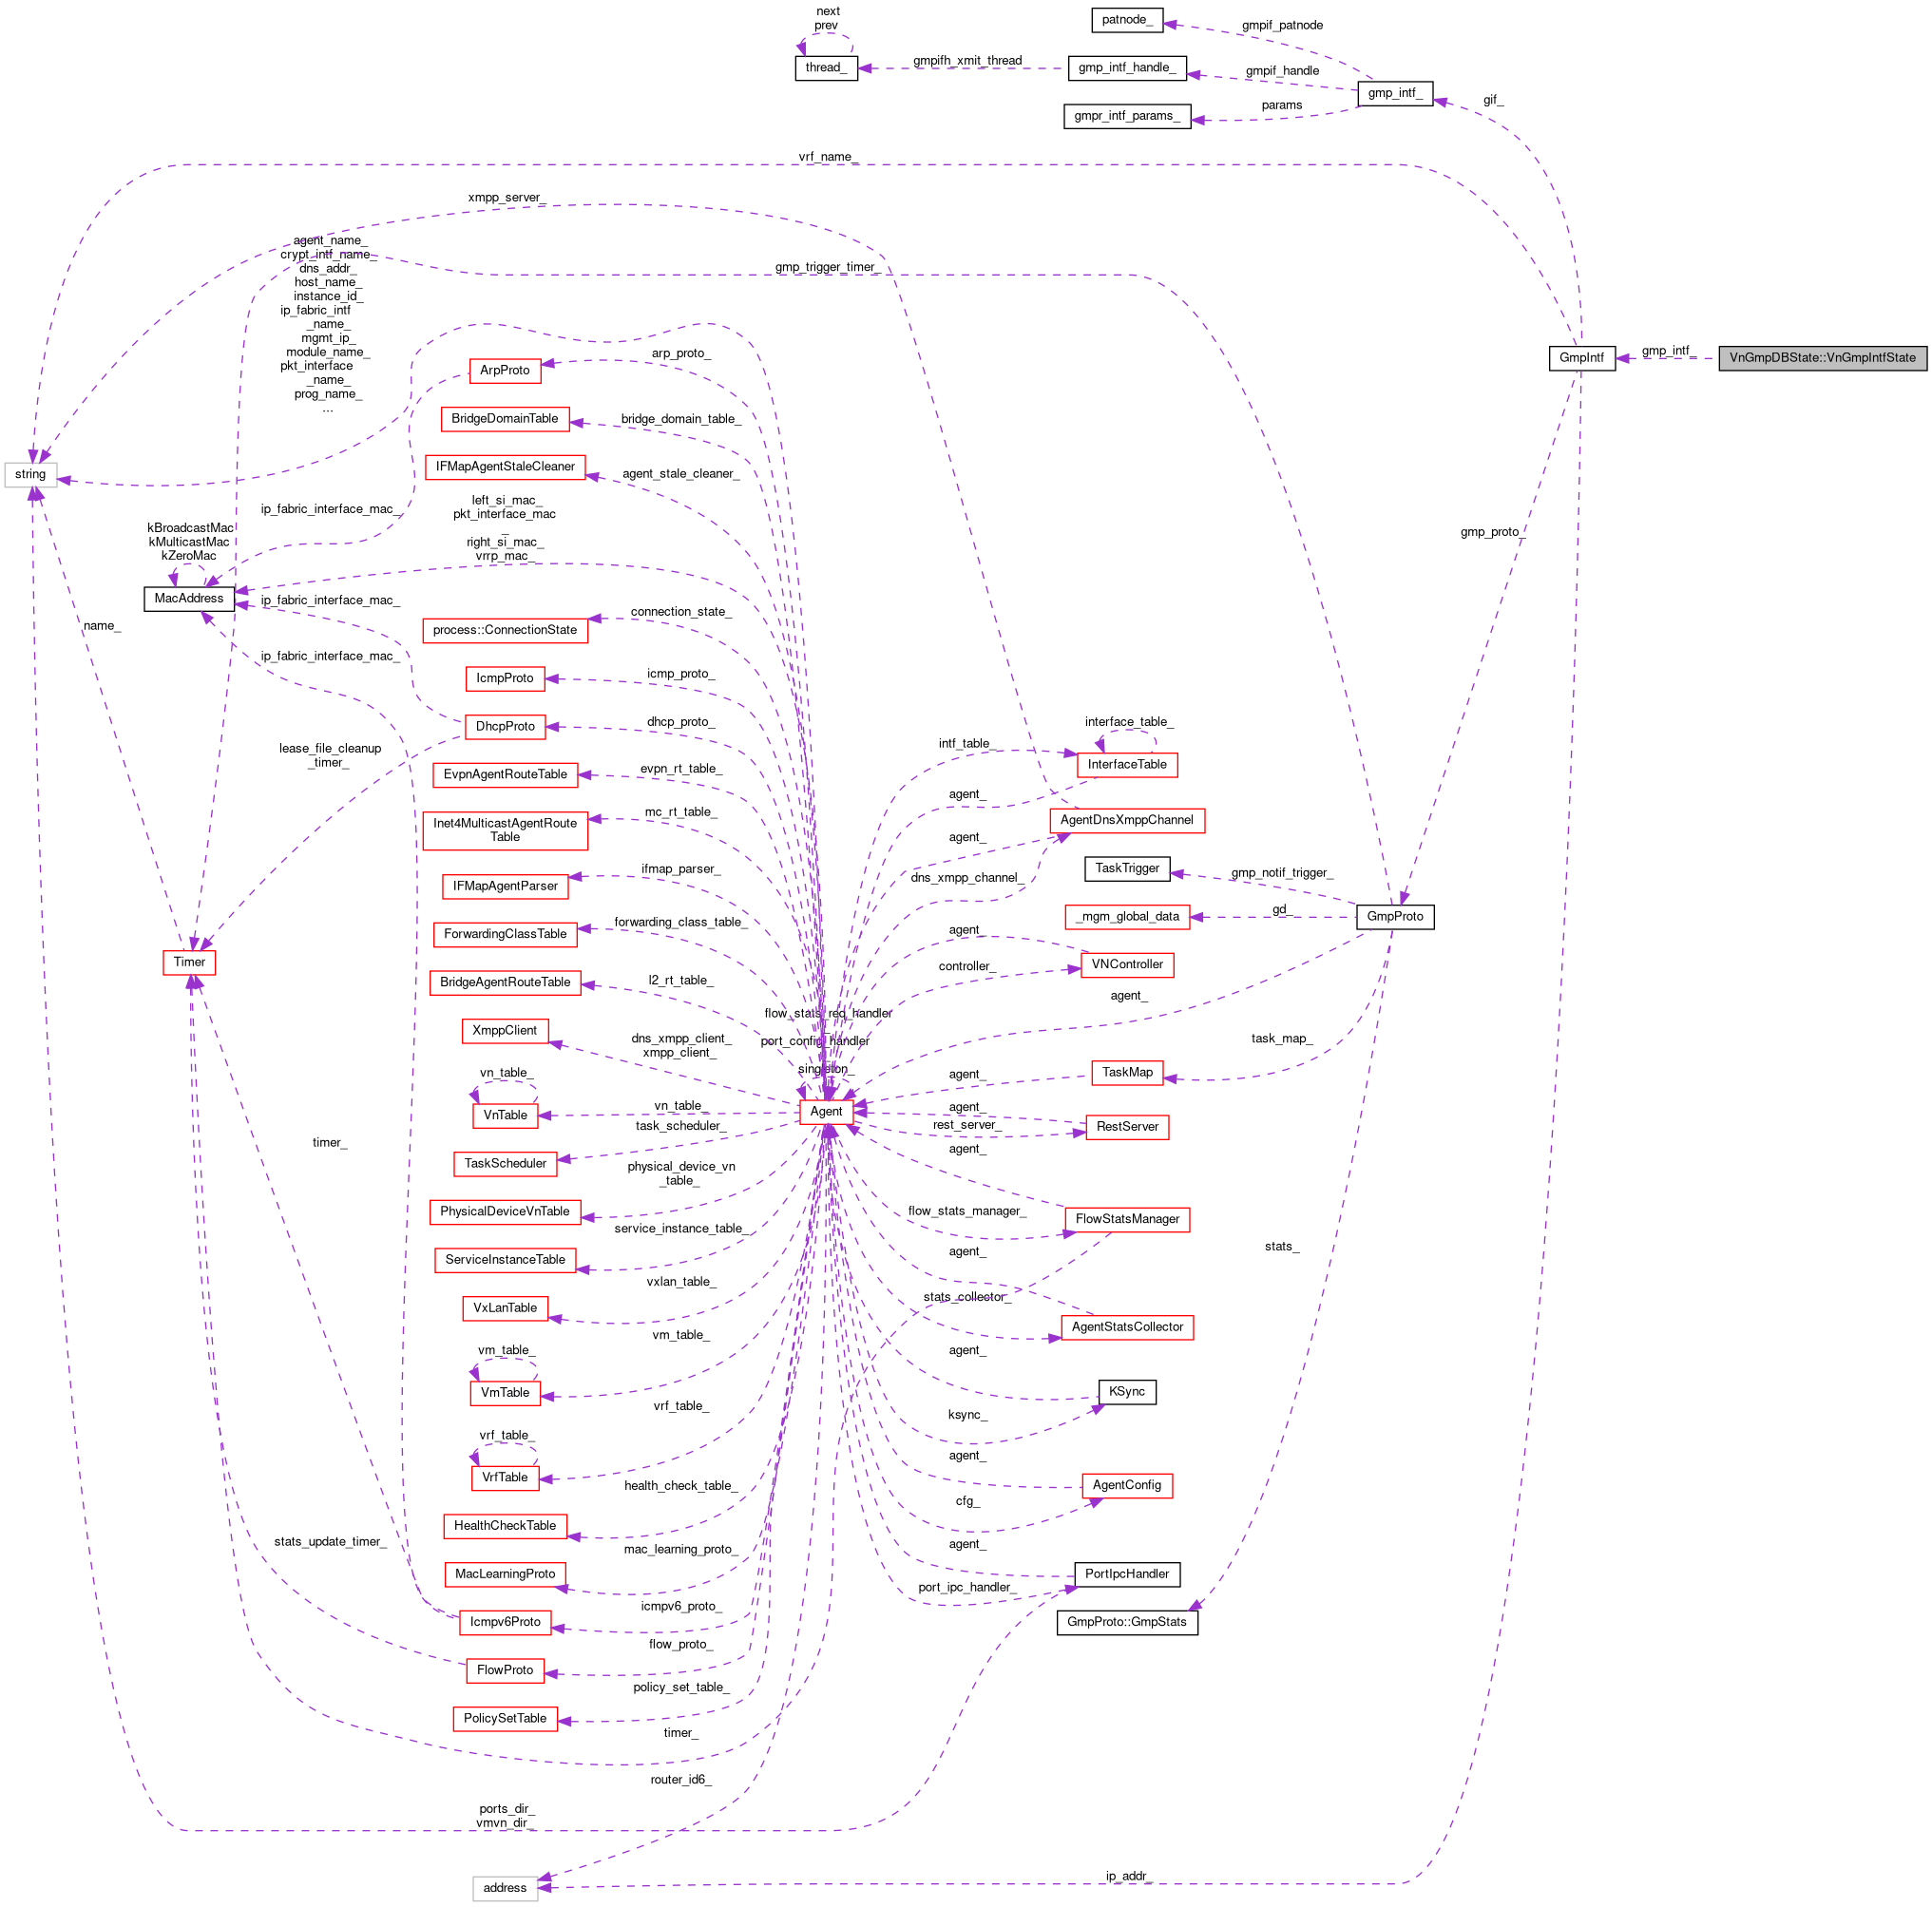 next
prev
patnode_
gmpif_patnode
thread_
gmpifh_xmit_thread
gmp_intf_handle_
gmpif_handle
gmp_intf_
gif_
params
gmpr_intf_params_
vrf_name_
xmpp_server_
agent_name_
crypt_intf_name_
dns_addr_
host_name_
instance_id_
ip_fabric_intf
_name_
mgmt_ip_
module_name_
pkt_interface
_name_
prog_name_
...
gmp_trigger_timer_
GmpIntf
gmp_intf_
VnGmpDBState::VnGmpIntfState
arp_proto_
ArpProto
bridge_domain_table_
BridgeDomainTable
agent_stale_cleaner_
IFMapAgentStaleCleaner
string
ip_fabric_interface_mac_
left_si_mac_
pkt_interface_mac
_
right_si_mac_
vrrp_mac_
kBroadcastMac
kMulticastMac
kZeroMac
MacAddress
gmp_proto_
ip_fabric_interface_mac_
name_
connection_state_
process::ConnectionState
ip_fabric_interface_mac_
icmp_proto_
IcmpProto
dhcp_proto_
DhcpProto
lease_file_cleanup
_timer_
interface_table_
intf_table_
InterfaceTable
evpn_rt_table_
EvpnAgentRouteTable
agent_
mc_rt_table_
Inet4MulticastAgentRoute
Table
AgentDnsXmppChannel
agent_
ifmap_parser_
IFMapAgentParser
dns_xmpp_channel_
TaskTrigger
gmp_notif_trigger_
forwarding_class_table_
ForwardingClassTable
agent_
_mgm_global_data
gd_
GmpProto
Timer
controller_
VNController
l2_rt_table_
BridgeAgentRouteTable
agent_
flow_stats_req_handler
_
port_config_handler
_
singleton_
XmppClient
dns_xmpp_client_
xmpp_client_
task_map_
vn_table_
VnTable
vn_table_
Agent
agent_
TaskMap
agent_
task_scheduler_
rest_server_
RestServer
timer_
TaskScheduler
agent_
physical_device_vn
_table_
PhysicalDeviceVnTable
flow_stats_manager_
FlowStatsManager
service_instance_table_
ServiceInstanceTable
agent_
stats_
vxlan_table_
VxLanTable
stats_collector_
AgentStatsCollector
vm_table_
vm_table_
VmTable
agent_
KSync
vrf_table_
vrf_table_
VrfTable
ksync_
agent_
health_check_table_
HealthCheckTable
AgentConfig
cfg_
stats_update_timer_
mac_learning_proto_
MacLearningProto
agent_
PortIpcHandler
port_ipc_handler_
icmpv6_proto_
Icmpv6Proto
GmpProto::GmpStats
flow_proto_
FlowProto
policy_set_table_
PolicySetTable
timer_
router_id6_
ports_dir_
vmvn_dir_
address
ip_addr_